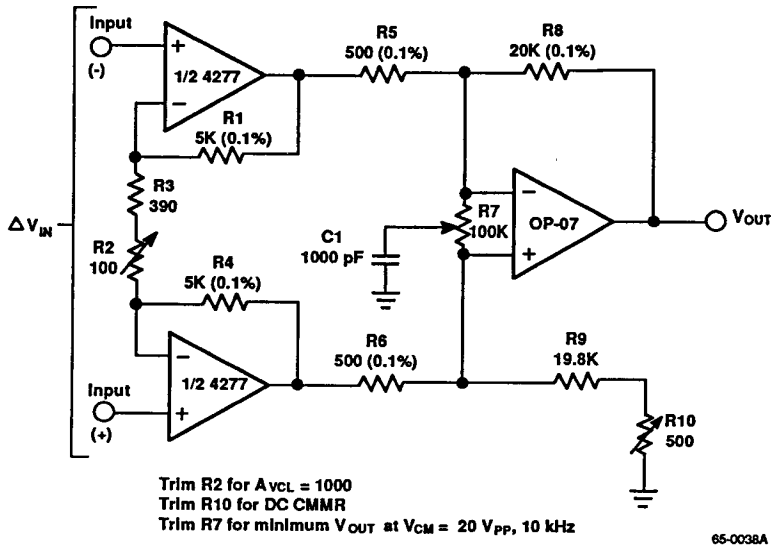 Input
(-)
+
1/2 4277
−
R1
5K (0.1%)
R5
500 (0.1%)
R8
20K (0.1%)
R3
390
ΔVIN
R2
100
R4
5K (0.1%)
C1
1000 pF
R7
100K
−
OP-07
+
VOUT
−
1/2 4277
+
Input
(+)
R6
500 (0.1%)
R9
19.8K
R10
500
Trim R2 for AVCL = 1000
Trim R10 for DC CMMR
Trim R7 for minimum VOUT at VCM = 20 VPP, 10 kHz
65-0038A